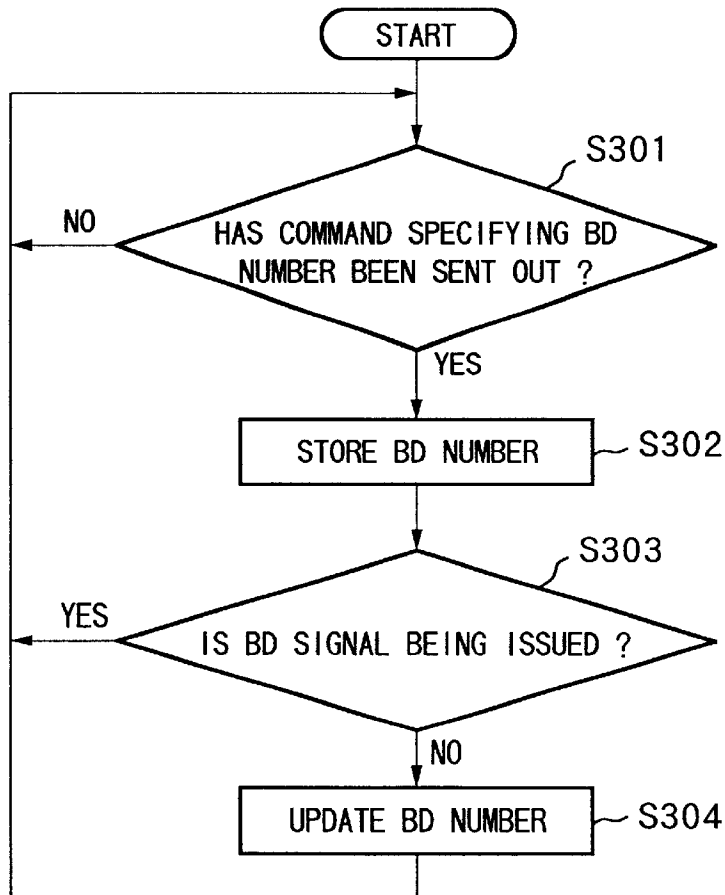 START
S301
NO
HAS COMMAND SPECIFYING BD
NUMBER BEEN SENT OUT ?
YES
STORE BD NUMBER
S302
S303
YES
IS BD SIGNAL BEING ISSUED ?
NO
UPDATE BD NUMBER
S304